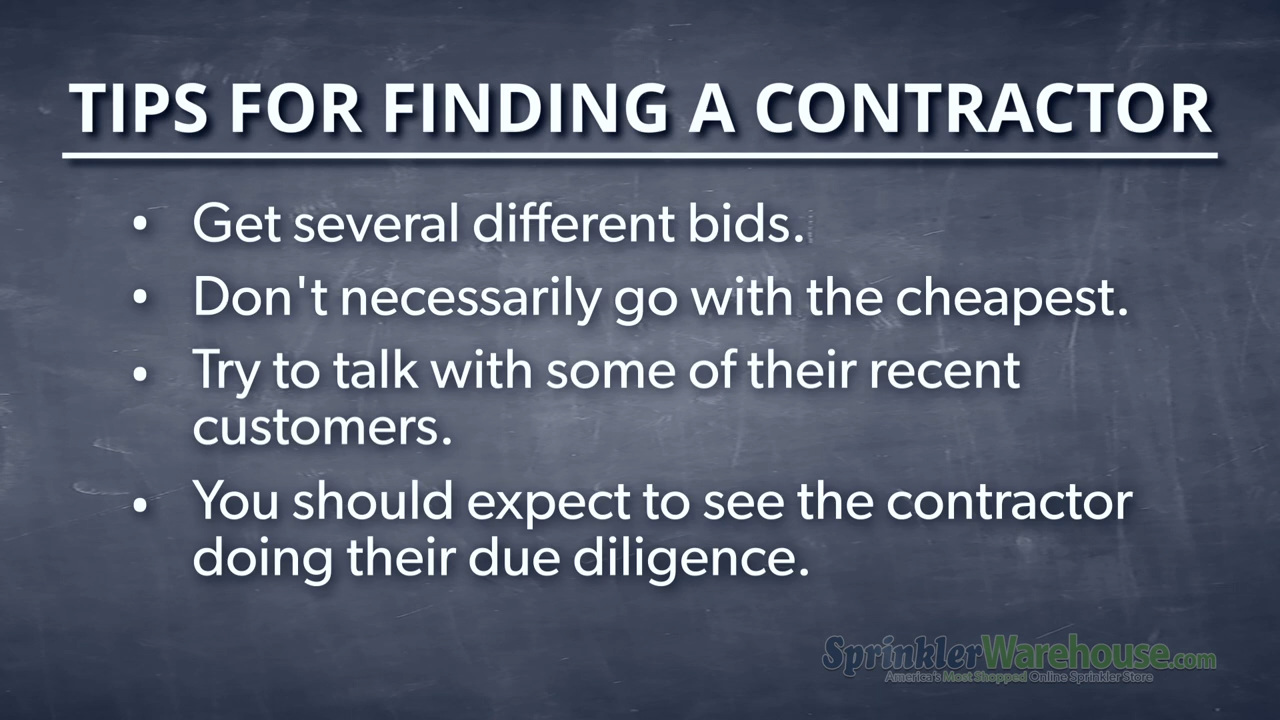 TIPS FOR FINDING A CONTRACTOR
• Get several different bids.
• Don't necessarily go with the cheapest.
• Try to talk with some of their recent
customers.
• You should expect to see the contractor
doing their due diligence.
SprinklerWarehouse.com
America's Most Shopped Online Sprinkler Store